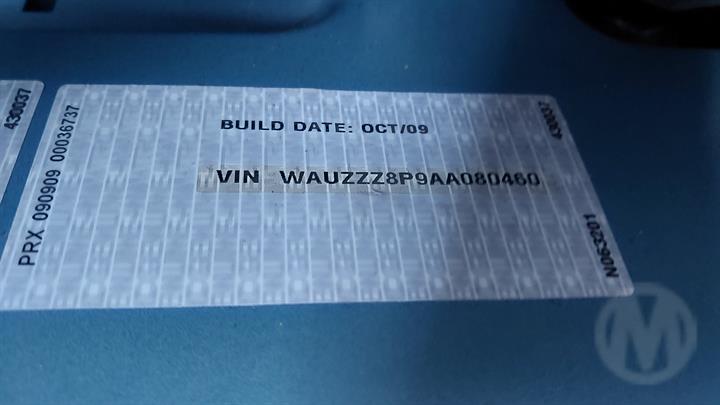 430037
PRX 090909 00036737
BUILD DATE: OCT/09
VIN WAUZZZ8P9AA080460
430037
N063201
M